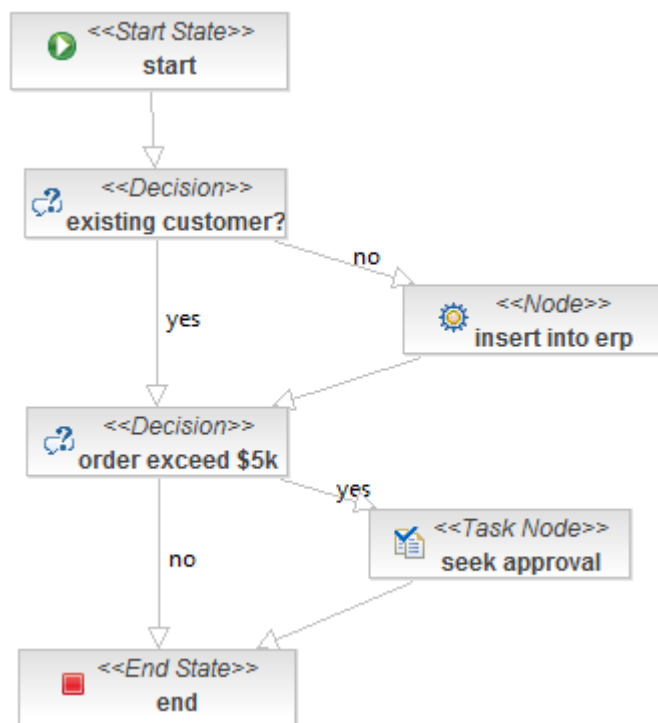 <<Start State>>
start
<<Decision>>
existing customer?
no
<<Node>>
insert into erp
yes
<<Decision>>
order exceed $5k
yes
<<Task Node>>
seek approval
no
<<End State>>
end